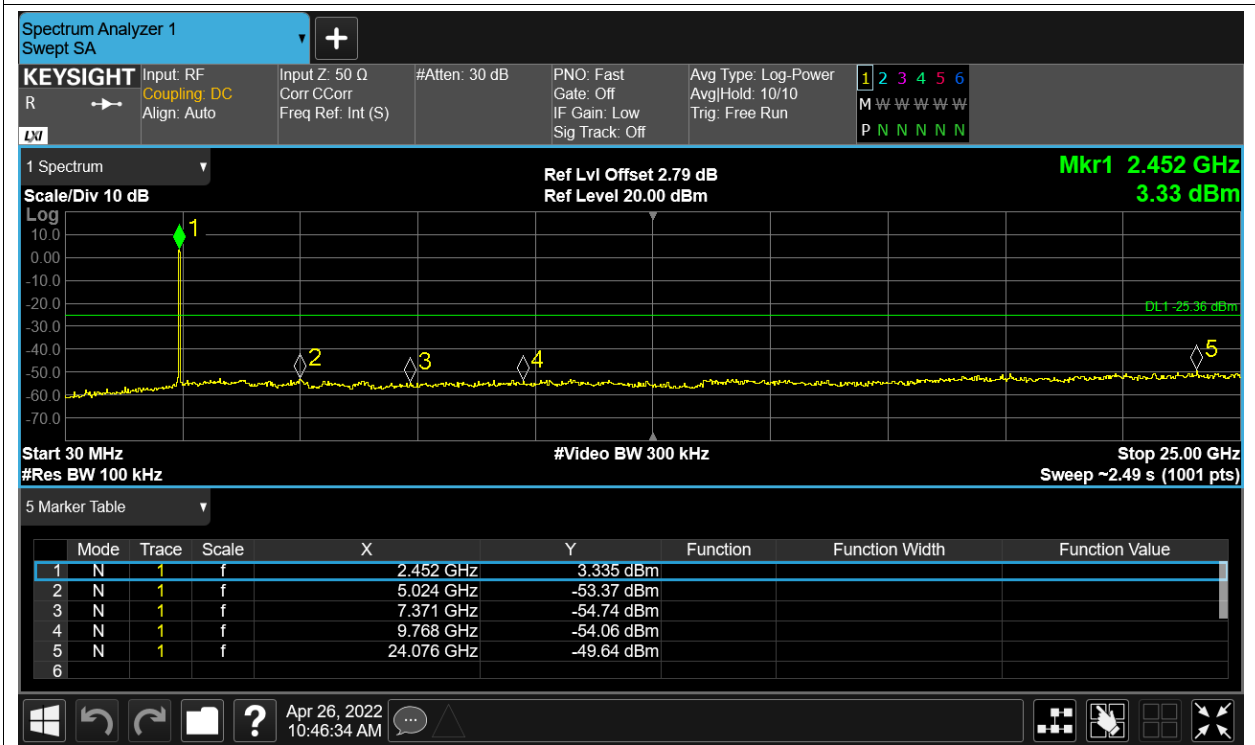 Spectrum Analyzer 1
Swept SA
+
KEYSIGHT Input: RF Input Z: 50 Ω #Atten: 30 dB PNO: Fast Avg Type: Log-Power 1 2 3 4 5 6
R Coupling: DC Corr CCorr Gate: Off Avg|Hold: 10/10 M W W W W W W
Align: Auto Freq Ref: Int (S) IF Gain: Low Trig: Free Run
LXI Sig Track: Off P N N N N N N
1 Spectrum Ref Lvl Offset 2.79 dB Mkr1 2.452 GHz
Scale/Div 10 dB Ref Level 20.00 dBm 3.33 dBm
Log
1
10.0
0.00
-10.0
-20.0
DL1 -25.36 dBm
-30.0
-40.0
2 3 4 5
-50.0
-60.0
-70.0
Start 30 MHz #Video BW 300 kHz Stop 25.00 GHz
#Res BW 100 kHz Sweep ~2.49 s (1001 pts)
5 Marker Table
Mode Trace Scale X Y Function Function Width Function Value
1 N 1 f 2.452 GHz 3.335 dBm
2 N 1 f 5.024 GHz -53.37 dBm
3 N 1 f 7.371 GHz -54.74 dBm
4 N 1 f 9.768 GHz -54.06 dBm
5 N 1 f 24.076 GHz -49.64 dBm
6
? Apr 26, 2022
10:46:34 AM